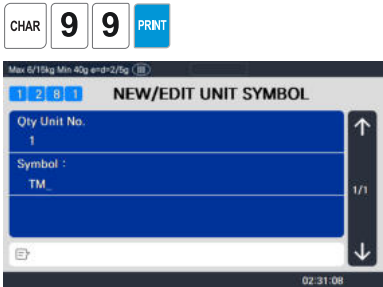 CHAR 9 9 PRINT
Max 6/15kg Min 40g e=d=2/5g (III)
1 2 8 1 NEW/EDIT UNIT SYMBOL
Qty Unit No.
1
Symbol :
TM_
1/1
02:31:08